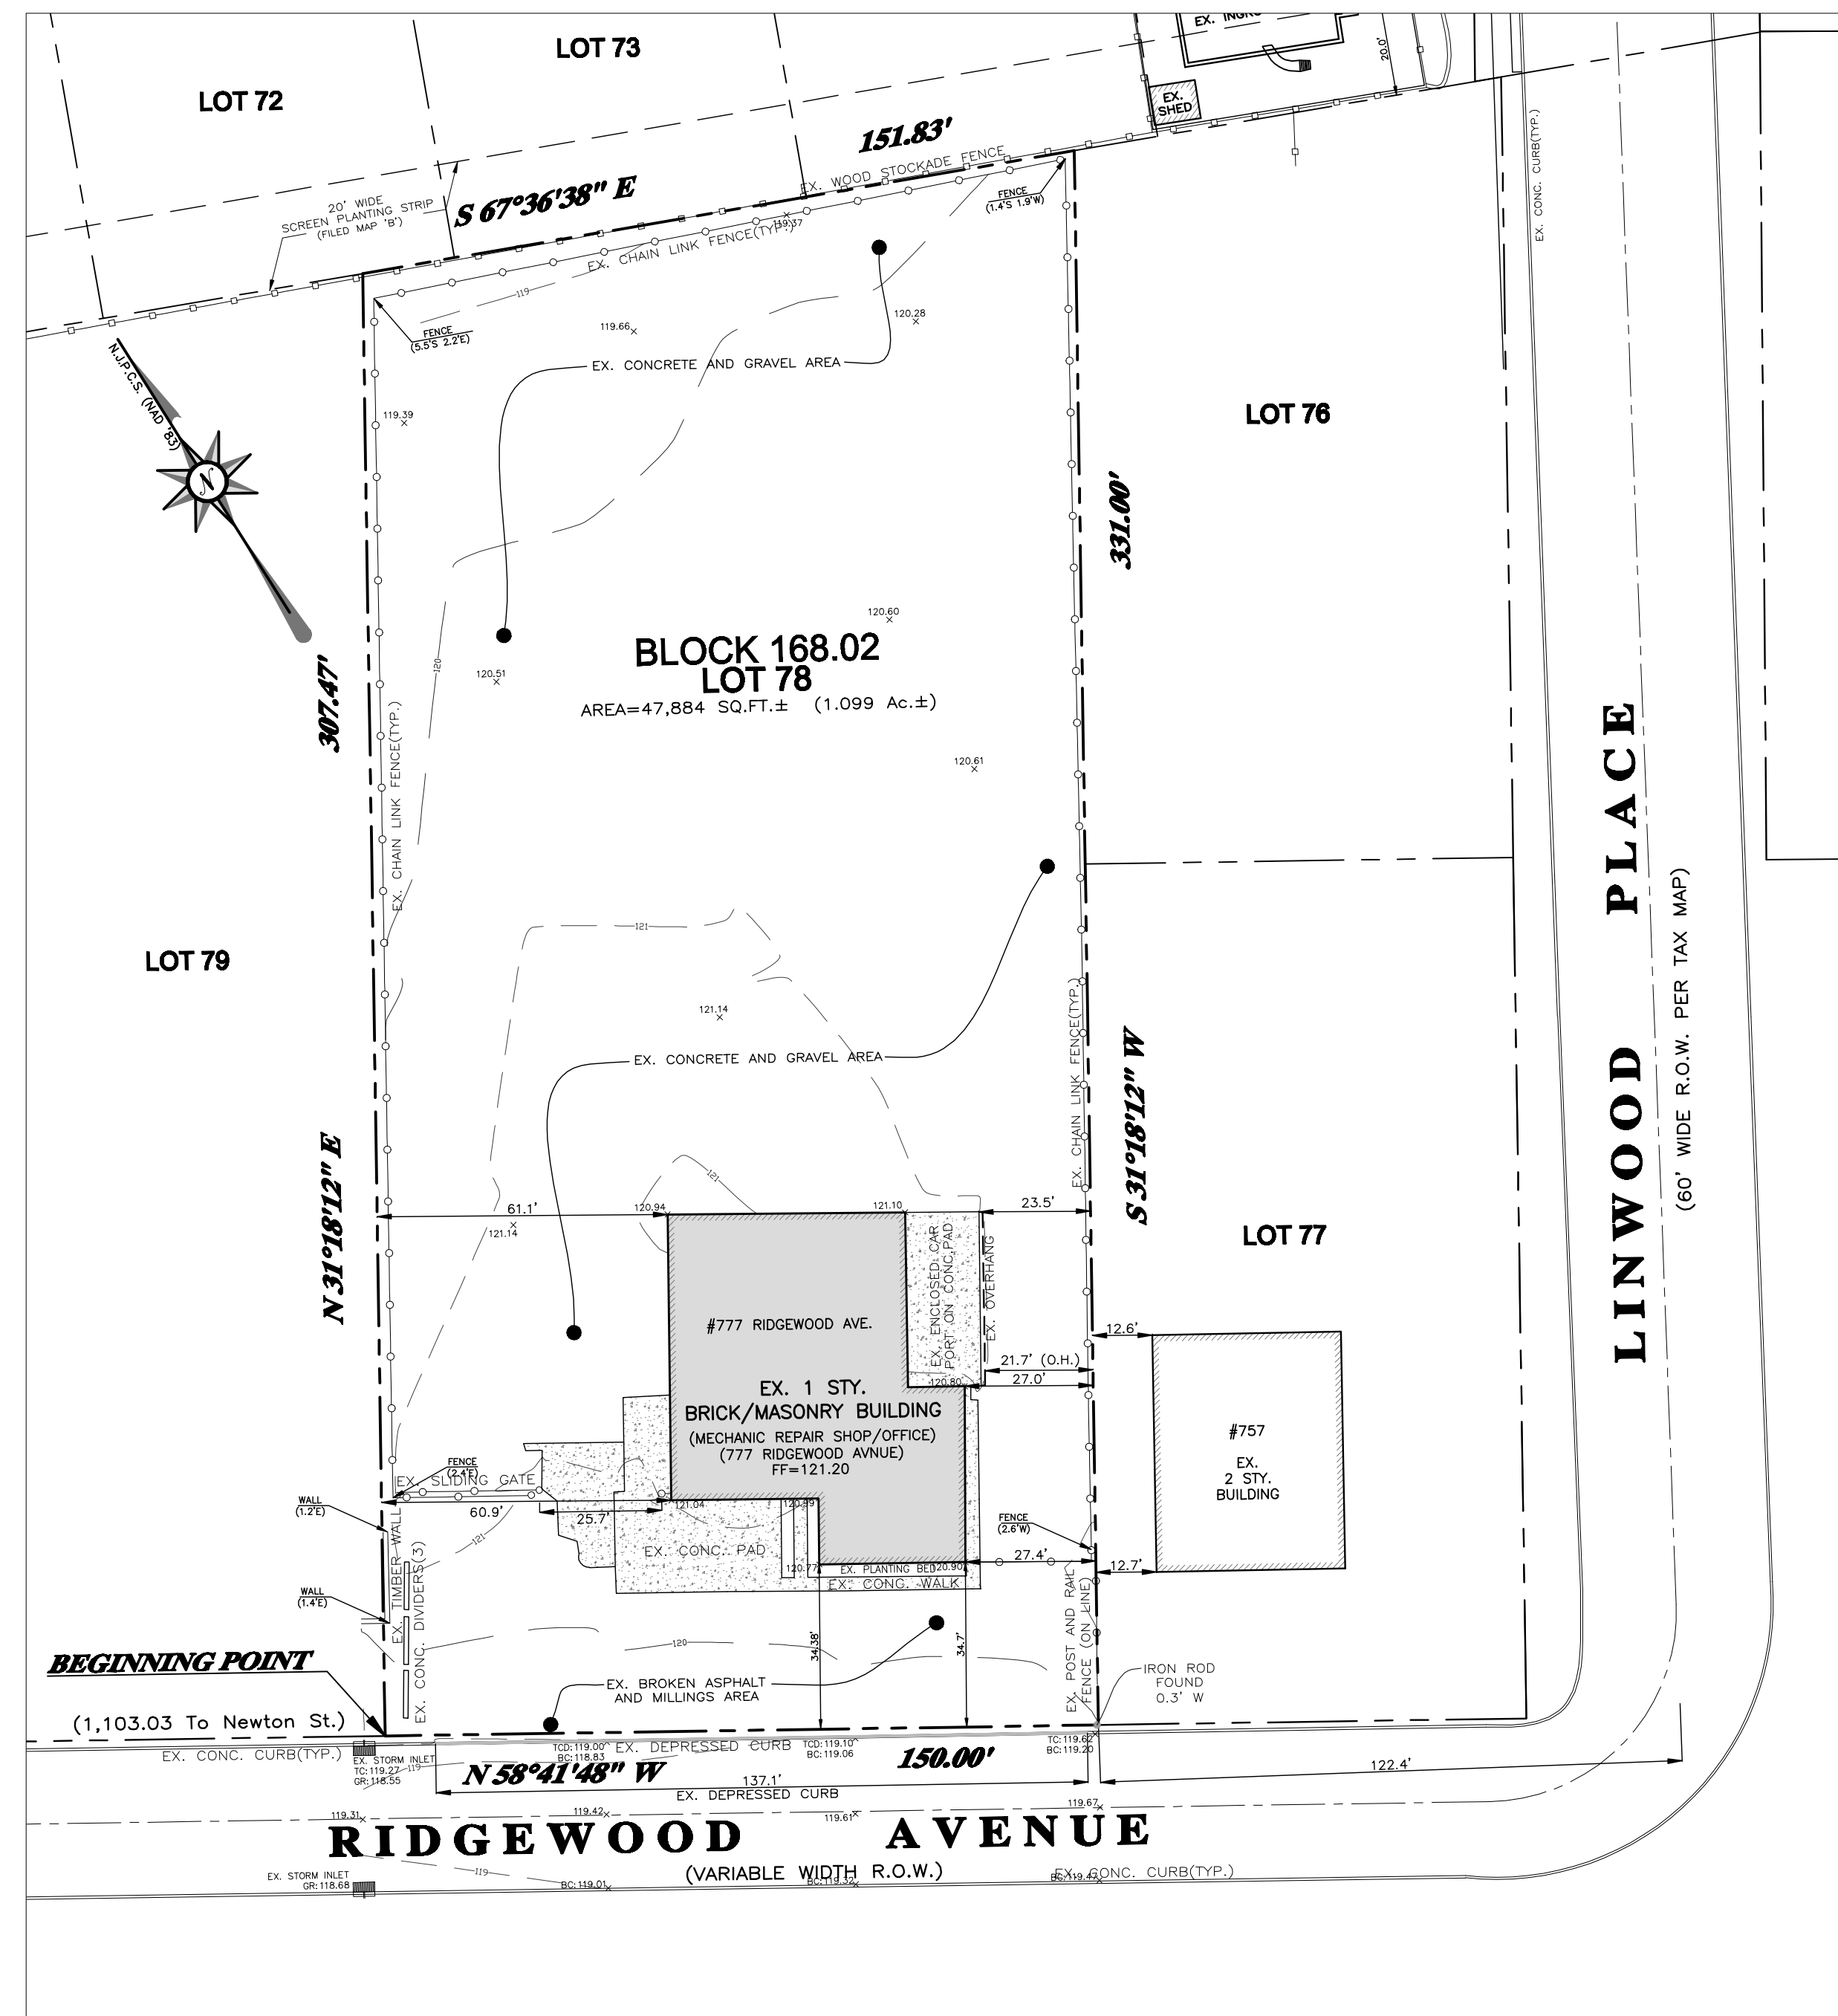 EX. INGRO
20.0'
LOT 73
LOT 72
EX.
SHED
151.83'
EX. WOOD STOCKADE FENCE
S 67°36'38" E
FENCE
(1.4'S 1.9'W)
20' WIDE
SCREEN PLANTING STRIP
(FILED MAP 'B')
119.37
EX. CHAIN LINK FENCE(TYP.)
119
EX. CONC. CURB(TYP.)
FENCE
(5.5'S 2.2'E)
119.66
120.28
N.J.P.C.S. (NAD '83)
N
EX. CONCRETE AND GRAVEL AREA
119.39
LOT 76
331.00'
120.60
BLOCK 168.02
LOT 78
AREA=47,884 SQ.FT.± (1.099 Ac.±)
120.51
120
307.47'
EX. CHAIN LINK FENCE(TYP.)
120.61
LINWOOD PLACE
(60' WIDE R.O.W. PER TAX MAP)
LOT 79
121
121.14
EX. CONCRETE AND GRAVEL AREA
EX. CHAIN LINK FENCE(TYP.)
S 31°18'12" W
N 31°18'12" E
121
61.1'
120.94
121.10
23.5'
121.14
LOT 77
EX. ENCLOSED CAR
PORT ON CONC.PAD
EX. OVERHANG
#777 RIDGEWOOD AVE.
12.6'
21.7' (O.H.)
120.80
27.0'
EX. 1 STY.
BRICK/MASONRY BUILDING
(MECHANIC REPAIR SHOP/OFFICE)
(777 RIDGEWOOD AVNUE)
FF=121.20
#757
EX.
2 STY.
BUILDING
FENCE
(2.4'E)
EX. SLIDING GATE
WALL
(1.2'E)
60.9'
25.7'
121.04
120.99
FENCE
(2.6'W)
121
EX. CONC. PAD
27.4'
12.7'
120.77
EX. PLANTING BED
120.90
EX. CONC. WALK
WALL
(1.4'E)
EX. TIMBER WALL
EX. CONC. DIVIDERS(3)
120
34.38'
34.7'
EX. POST AND RAIL
FENCE (ON LINE)
BEGINNING POINT
IRON ROD
FOUND
0.3' W
EX. BROKEN ASPHALT
AND MILLINGS AREA
(1,103.03 To Newton St.)
EX. CONC. CURB(TYP.)
EX. STORM INLET
TC:119.27
GR:118.55
119
TCD:119.00
BC:118.83
EX. DEPRESSED CURB
TCD:119.10
BC:119.06
TC:119.62
BC:119.20
N 58°41'48" W
150.00'
137.1'
122.4'
EX. DEPRESSED CURB
119.31
119.42
119.61
119.67
RIDGEWOOD AVENUE
(VARIABLE WIDTH R.O.W.)
EX. STORM INLET
GR:118.68
119
BC:119.01
BC:119.32
BC:119.47
EX. CONC. CURB(TYP.)